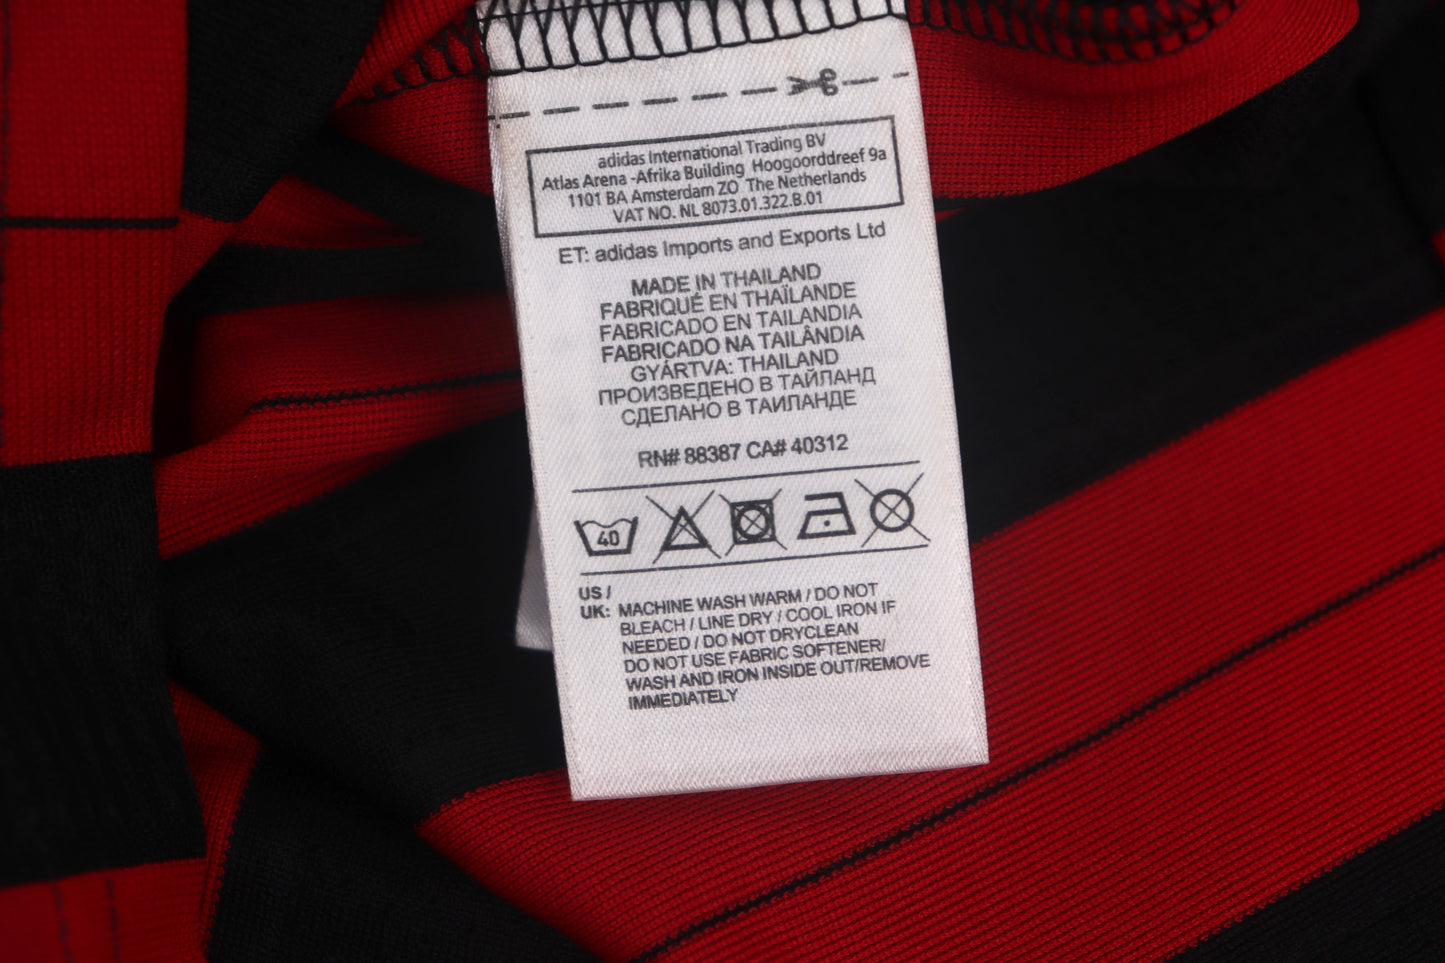 adidas International Trading BV
Atlas Arena -Afrika Building Hoogoorddreef 9a
1101 BA Amsterdam ZO The Netherlands
VAT NO. NL 8073.01.322.B.01
ET: adidas Imports and Exports Ltd
MADE IN THAILAND
FABRIQUÉ EN THAÏLANDE
FABRICADO EN TAILANDIA
FABRICADO NA TAILÂNDIA
GYÁRTVA: THAILAND
ПРОИЗВЕДЕНО В ТАЙЛАНД
СДЕЛАНО В ТАИЛАНДЕ
RN# 88387 CA# 40312
40
US /
UK: MACHINE WASH WARM / DO NOT
BLEACH / LINE DRY / COOL IRON IF
NEEDED / DO NOT DRYCLEAN
DO NOT USE FABRIC SOFTENER/
WASH AND IRON INSIDE OUT/REMOVE
IMMEDIATELY